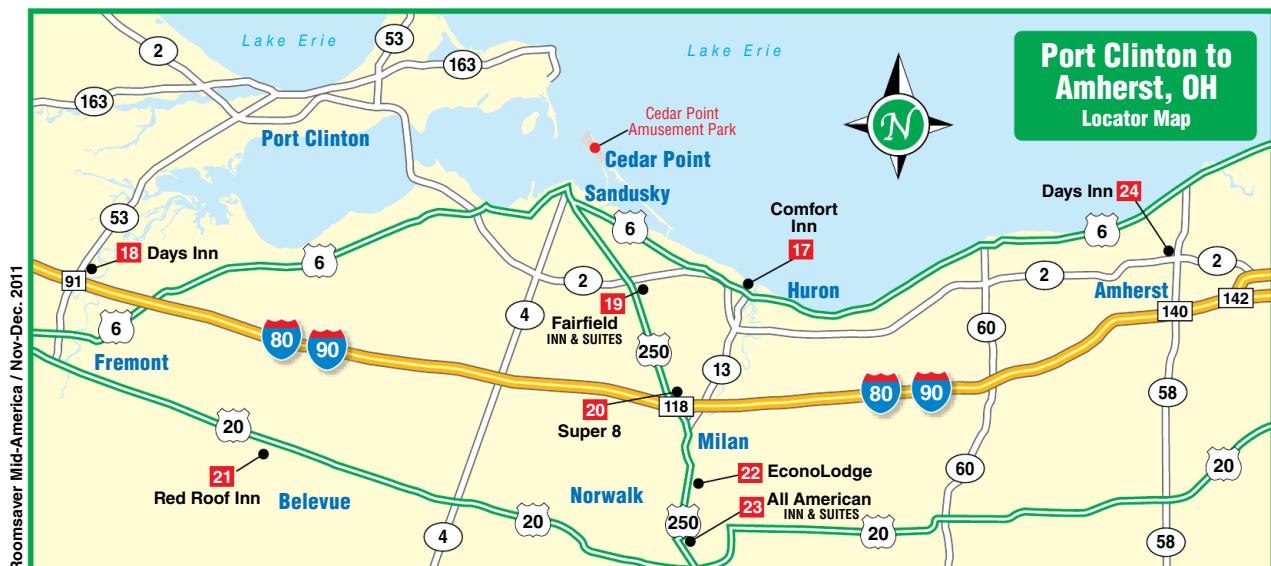 Port Clinton to
Amherst, OH
Locator Map
Lake Erie
Lake Erie
N
2
53
163
163
Port Clinton
Cedar Point
Amusement Park
Cedar Point
Sandusky
53
18 Days Inn
91
6
6
6
Comfort
Inn
17
Days Inn 24
6
2
2
Huron
Amherst
140
142
2
19
Fairfield
INN & SUITES
4
250
13
60
80
90
Fremont
80
90
58
20
Super 8
118
Milan
20
21
Red Roof Inn
Bellevue
Norwalk
22 EconoLodge
23 All American
INN & SUITES
250
20
20
60
20
4
58
Roomsaver Mid-America / Nov-Dec. 2011